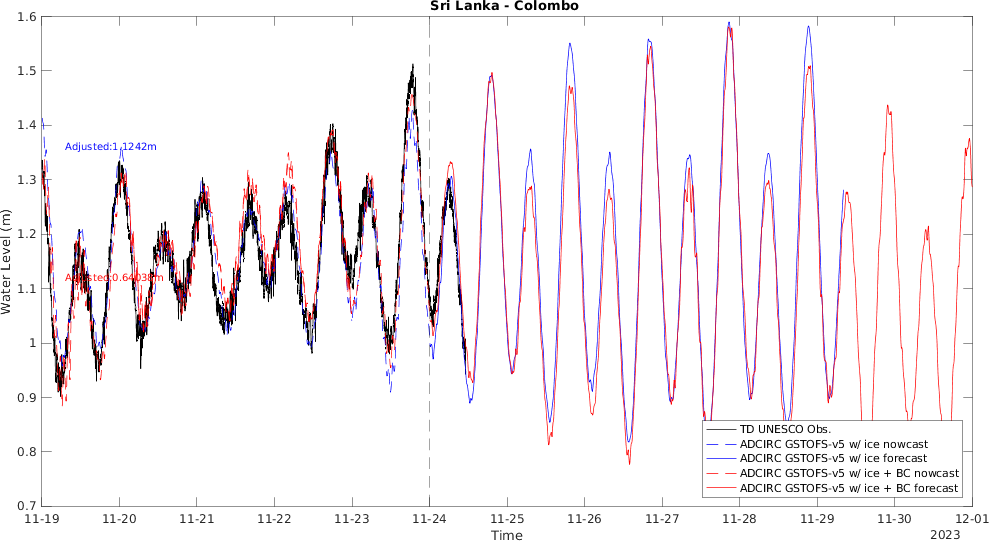 Sri Lanka - Colombo
Water Level (m)
1.6
1.5
1.4
1.3
1.2
1.1
1
0.9
0.8
0.7
Adjusted:1.1242m
Adjusted:0.64038m
TD UNESCO Obs.
ADCIRC GSTOFS-v5 w/ ice nowcast
ADCIRC GSTOFS-v5 w/ ice forecast
ADCIRC GSTOFS-v5 w/ ice + BC nowcast
ADCIRC GSTOFS-v5 w/ ice + BC forecast
11-19 11-20 11-21 11-22 11-23 11-24 11-25 11-26 11-27 11-28 11-29 11-30 12-01
Time
2023